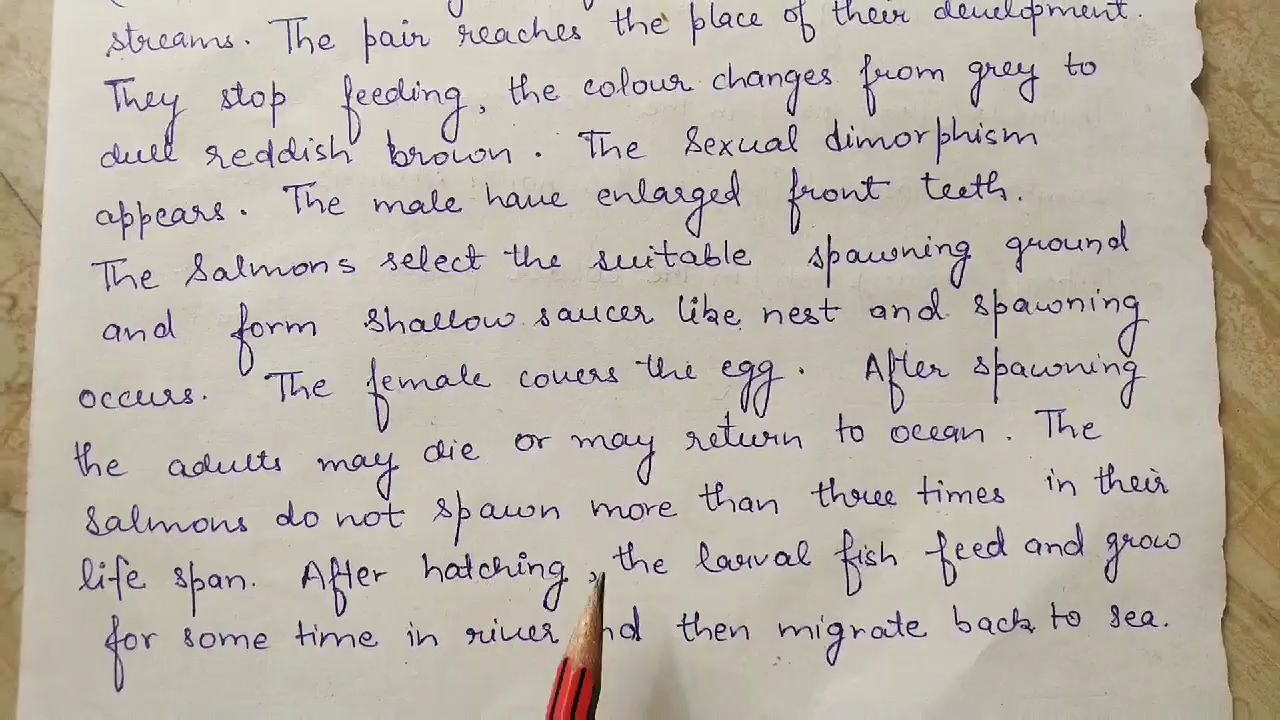 streams. The pair reaches the place of their development.
They stop feeding, the colour changes from grey to
dull reddish brown. The sexual dimorphism
appears. The male have enlarged front teeth.
The Salmons select the suitable spawning ground
and form shallow saucer like nest and spawning
occurs. The female covers the egg. After spawning
the adults may die or may return to ocean. The
Salmons do not spawn more than three times in their
life span. After hatching, the larval fish feed and grow
for some time in river and then migrate back to sea.